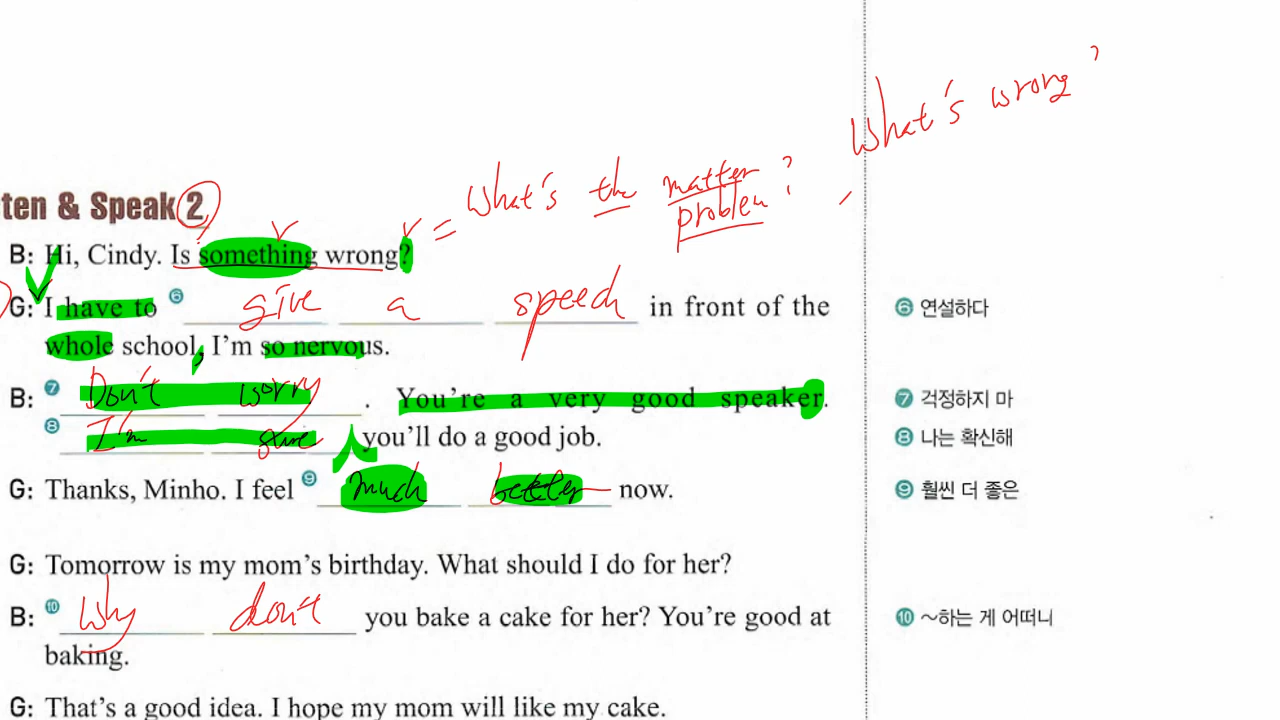 What's wrong?
What's the matter?
problem
ten & Speak 2
B: Hi, Cindy. Is something wrong? =
G: I have to ⑥ give a speech in front of the
⑥ 연설하다
whole school, I'm so nervous.
B: ⑦ Don't worry. You're a very good speaker.
⑦ 걱정하지 마
⑧ I'm sure you'll do a good job.
⑧ 나는 확신해
G: Thanks, Minho. I feel ⑨ much better now.
⑨ 훨씬 더 좋은
G: Tomorrow is my mom's birthday. What should I do for her?
B: ⑩ Why don't you bake a cake for her? You're good at
⑩ ~하는 게 어떠니
baking.
G: That's a good idea. I hope my mom will like my cake.